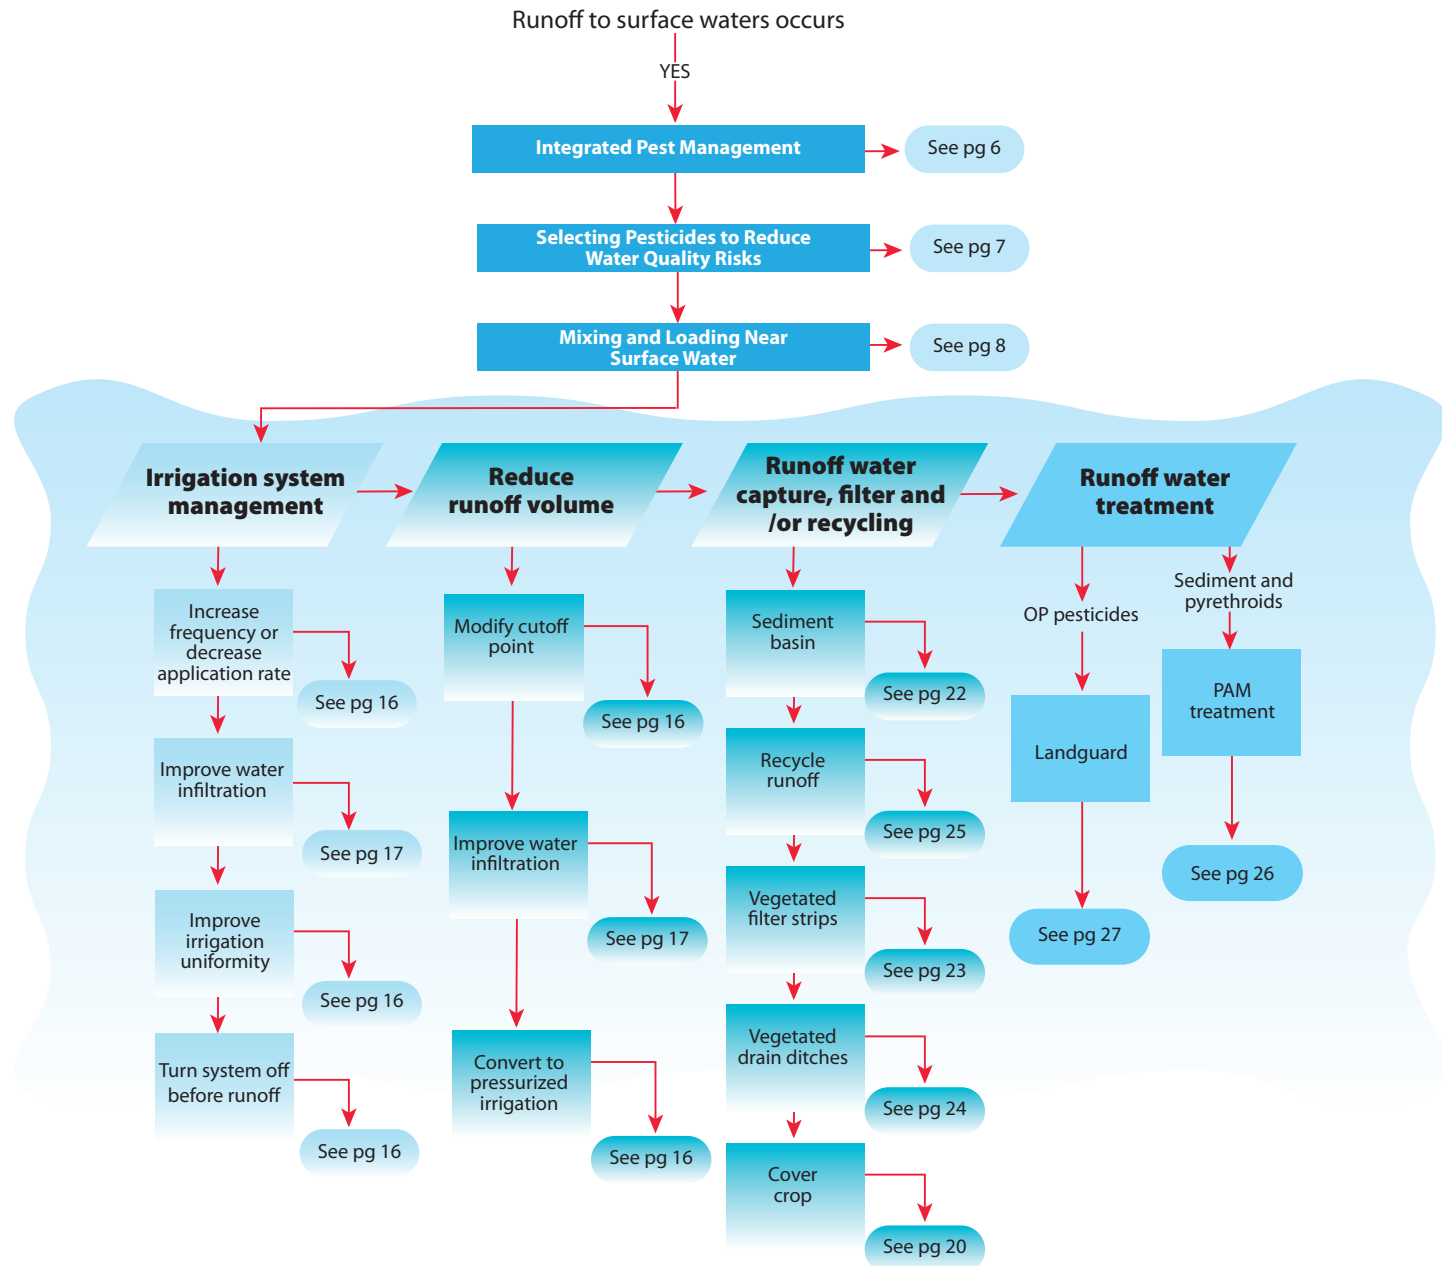 Runoff to surface waters occurs
YES
Integrated Pest Management
See pg 6
Selecting Pesticides to Reduce
Water Quality Risks
See pg 7
Mixing and Loading Near
Surface Water
See pg 8
Irrigation system
management
Increase
frequency or
decrease
application rate
See pg 16
Improve water
infiltration
See pg 17
Improve
irrigation
uniformity
See pg 16
Turn system off
before runoff
See pg 16
Reduce
runoff volume
Modify cutoff
point
See pg 16
Improve water
infiltration
See pg 17
Convert to
pressurized
irrigation
See pg 16
Runoff water
capture, filter and
/or recycling
Sediment
basin
See pg 22
Recycle
runoff
See pg 25
Vegetated
filter strips
See pg 23
Vegetated
drain ditches
See pg 24
Cover
crop
See pg 20
Runoff water
treatment
OP pesticides
Landguard
See pg 27
Sediment and
pyrethroids
PAM
treatment
See pg 26